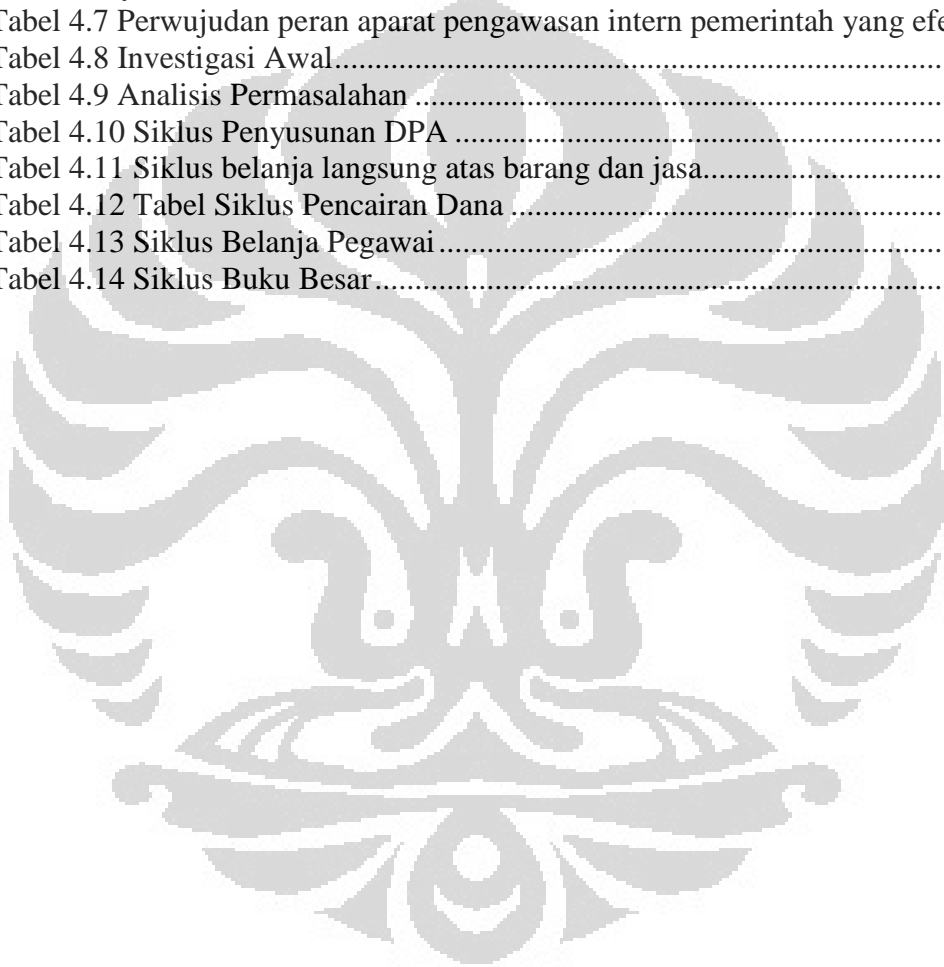 Tabel 4.7 Perwujudan peran aparat pengawasan intern pemerintah yang
Tabel 4.8 Investigasi Awal.....................................................................................
Tabel 4.9 Analisis Permasalahan .........................................................................
Tabel 4.10 Siklus Penyusunan DPA ....................................................................
Tabel 4.11 Siklus belanja langsung atas barang dan jasa...................................
Tabel 4.12 Tabel Siklus Pencairan Dana .............................................................
Tabel 4.13 Siklus Belanja Pegawai .......................................................................
Tabel 4.14 Siklus Buku Besar................................................................................